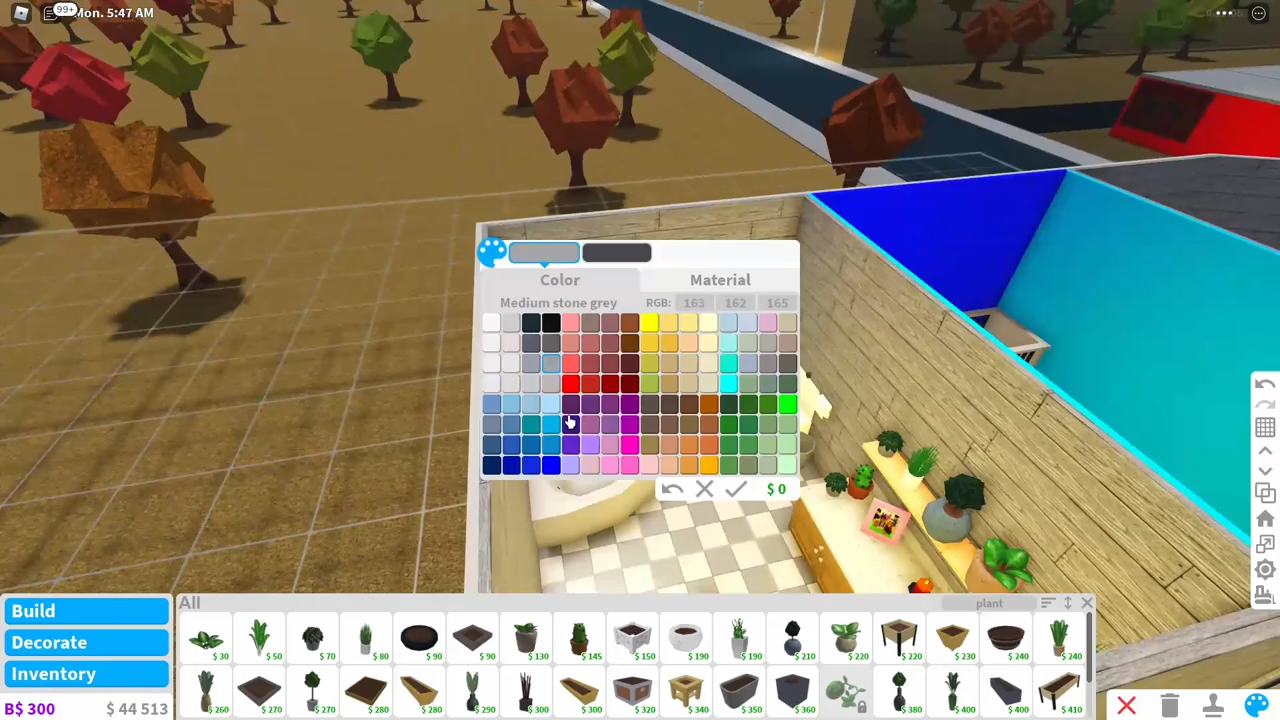 99+
Mon. 5:47 AM
Color
Material
Medium stone grey
RGB: 163 162 165
$ 0
Build
Decorate
Inventory
B$ 300
$ 44 513
All
plant
$ 30
$ 50
$ 70
$ 80
$ 90
$ 90
$ 130
$ 145
$ 150
$ 190
$ 190
$ 210
$ 220
$ 220
$ 230
$ 240
$ 240
$ 260
$ 270
$ 270
$ 280
$ 280
$ 290
$ 300
$ 300
$ 320
$ 340
$ 350
$ 360
$ 380
$ 400
$ 400
$ 410